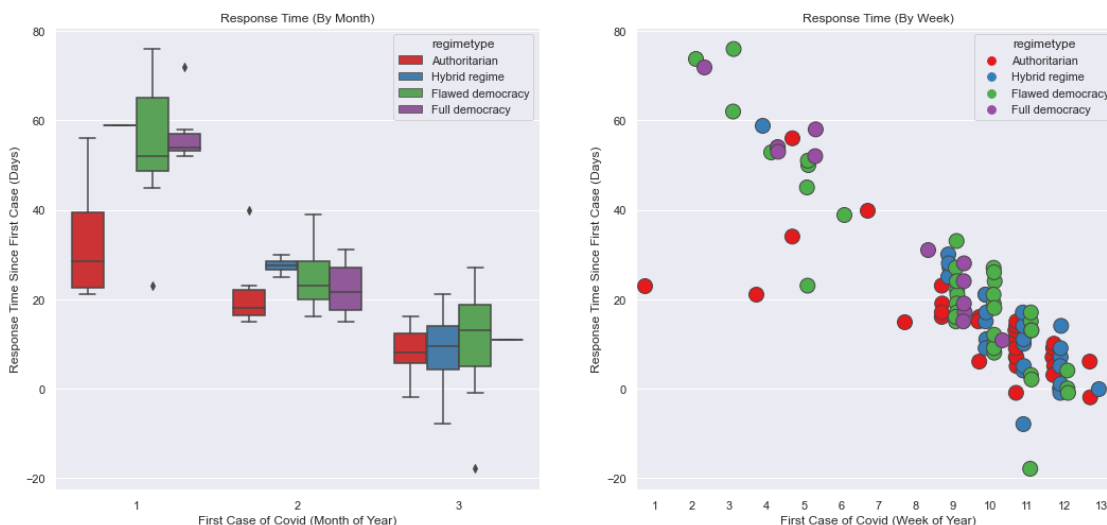 Response Time (By Month)
80
60
40
20
0
−20
Response Time Since First Case (Days)
regimetype
Authoritarian
Hybrid regime
Flawed democracy
Full democracy
1 2 3
First Case of Covid (Month of Year)
Response Time (By Week)
80
60
40
20
0
−20
Response Time Since First Case (Days)
regimetype
Authoritarian
Hybrid regime
Flawed democracy
Full democracy
1 2 3 4 5 6 7 8 9 10 11 12 13
First Case of Covid (Week of Year)